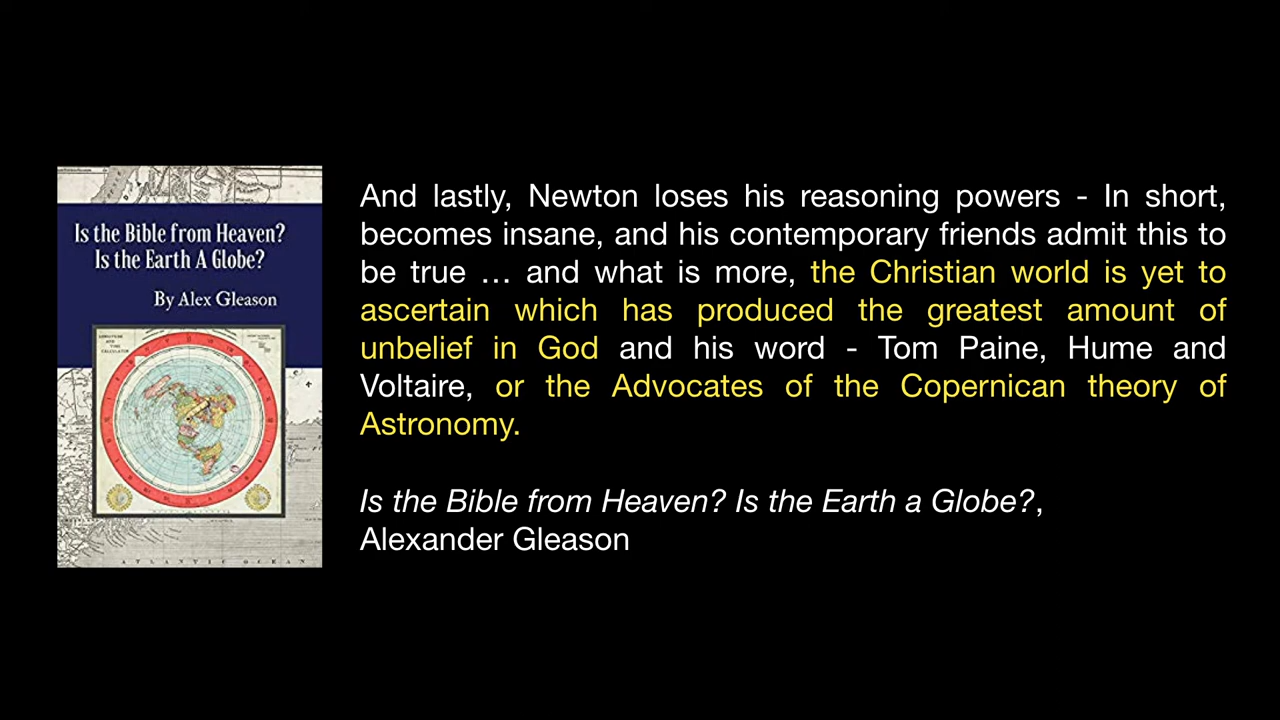 Is the Bible from Heaven?
Is the Earth A Globe?
By Alex Gleason
ATLANTIC OCEAN
And lastly, Newton loses his reasoning powers - In short,
becomes insane, and his contemporary friends admit this to
be true … and what is more, the Christian world is yet to
ascertain which has produced the greatest amount of
unbelief in God and his word - Tom Paine, Hume and
Voltaire, or the Advocates of the Copernican theory of
Astronomy.
Is the Bible from Heaven? Is the Earth a Globe?,
Alexander Gleason